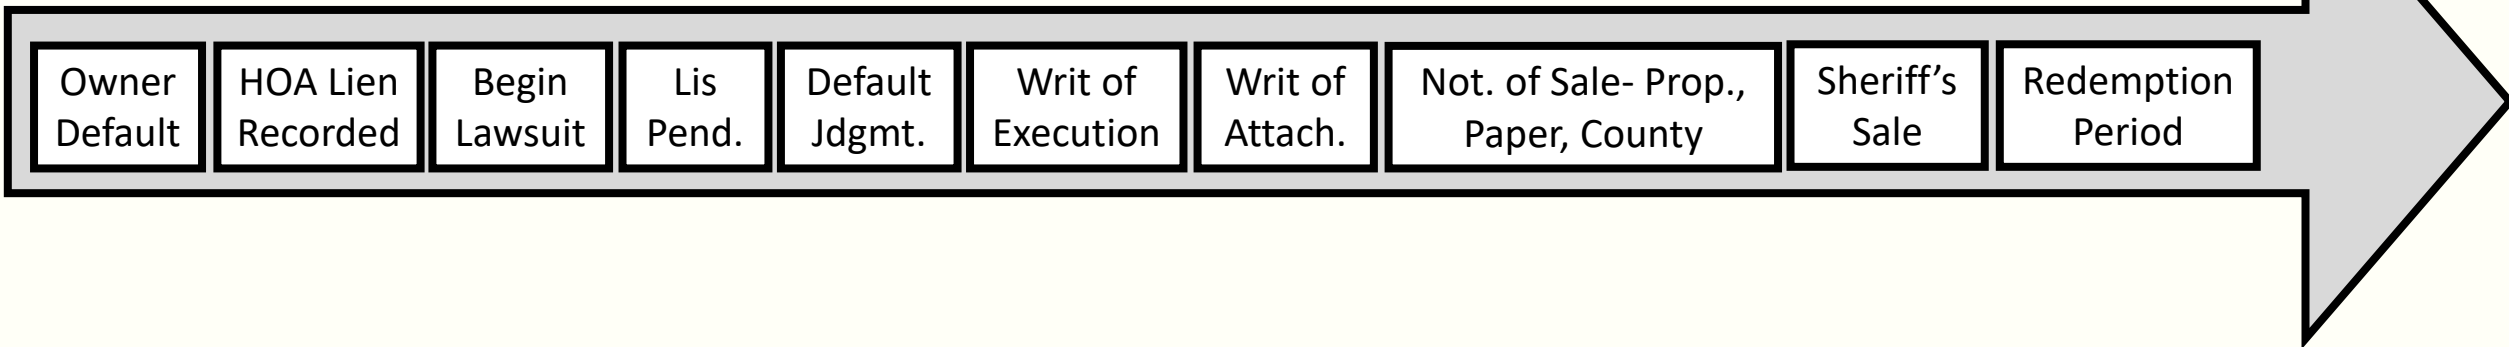 Owner
Default
HOA Lien
Recorded
Begin
Lawsuit
Lis
Pend.
Default
Jdgmt.
Writ of
Execution
Writ of
Attach.
Not. of Sale- Prop.,
Paper, County
Sheriff’s
Sale
Redemption
Period